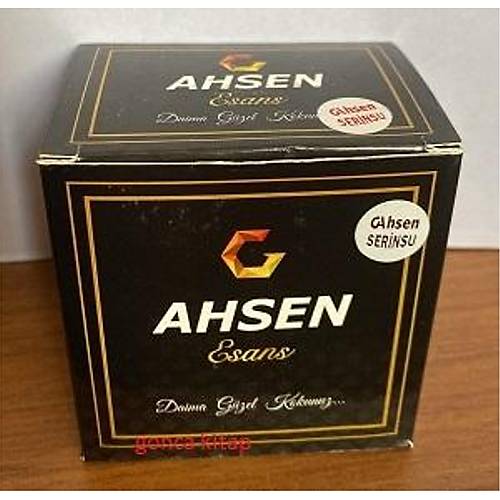 AHSEN
Esans
Daima Güzel Kokunuz...
Ahsen
SERİNSU
Ahsen
SERİNSU
AHSEN
Esans
Daima Güzel Kokunuz...
gonca kitap